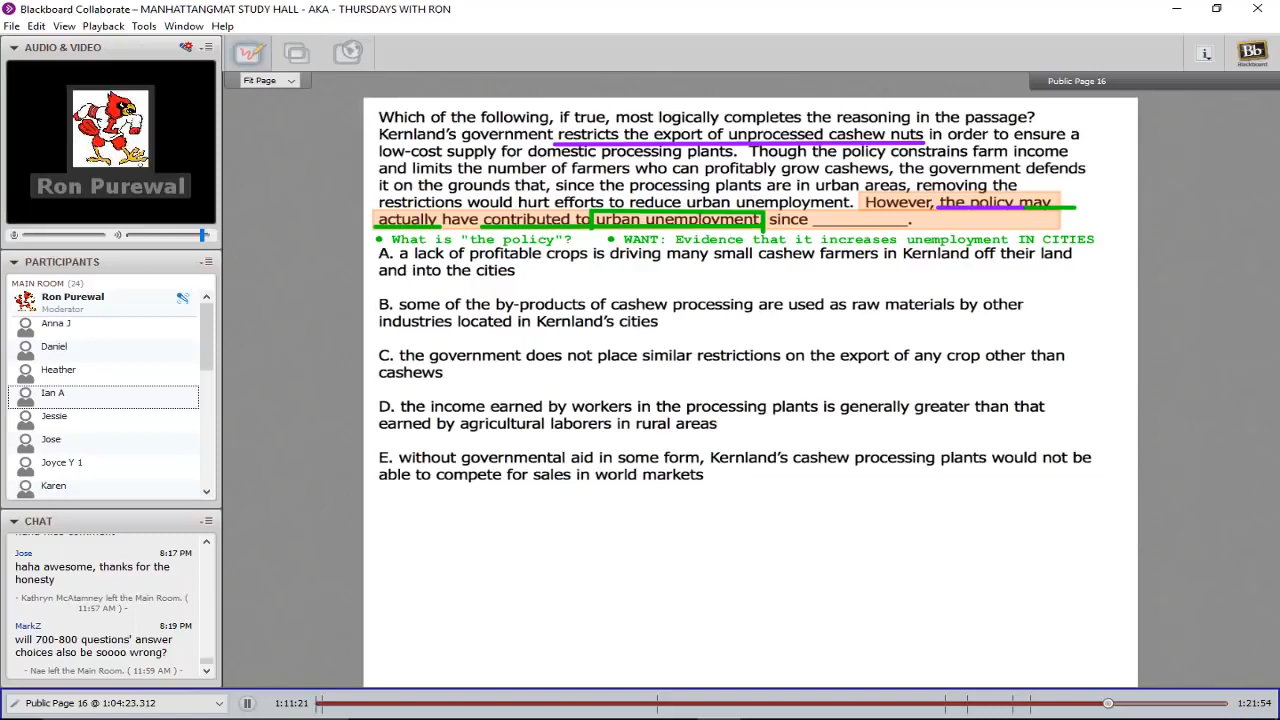 Blackboard Collaborate– MANHATTANGMAT STUDY HALL - AKA - THURSDAYS WITH RON
File Edit View Playback Tools Window Help
AUDIO & VIDEO
Ron Purewal
PARTICIPANTS
MAIN ROOM (24)
Ron Purewal
Moderator
Anna J
Daniel
Heather
Ian A
Jessie
Jose
Joyce Y 1
Karen
CHAT
Jose 8:17 PM
haha awesome, thanks for the
honesty
- Kathryn McAtamney left the Main Room. (
11:57 AM ) -
MarkZ 8:19 PM
will 700-800 questions' answer
choices also be soooo wrong?
- Nae left the Main Room. ( 11:59 AM ) -
Fit Page
Public Page 16
Bb
Blackboard
Which of the following, if true, most logically completes the reasoning in the passage?
Kernland's government restricts the export of unprocessed cashew nuts in order to ensure a
low-cost supply for domestic processing plants. Though the policy constrains farm income
and limits the number of farmers who can profitably grow cashews, the government defends
it on the grounds that, since the processing plants are in urban areas, removing the
restrictions would hurt efforts to reduce urban unemployment. However, the policy may
actually have contributed to urban unemployment since __________.
• What is "the policy"? • WANT: Evidence that it increases unemployment IN CITIES
A. a lack of profitable crops is driving many small cashew farmers in Kernland off their land
and into the cities
B. some of the by-products of cashew processing are used as raw materials by other
industries located in Kernland's cities
C. the government does not place similar restrictions on the export of any crop other than
cashews
D. the income earned by workers in the processing plants is generally greater than that
earned by agricultural laborers in rural areas
E. without governmental aid in some form, Kernland's cashew processing plants would not be
able to compete for sales in world markets
Public Page 16 @ 1:04:23.312
1:11:21
1:21:54